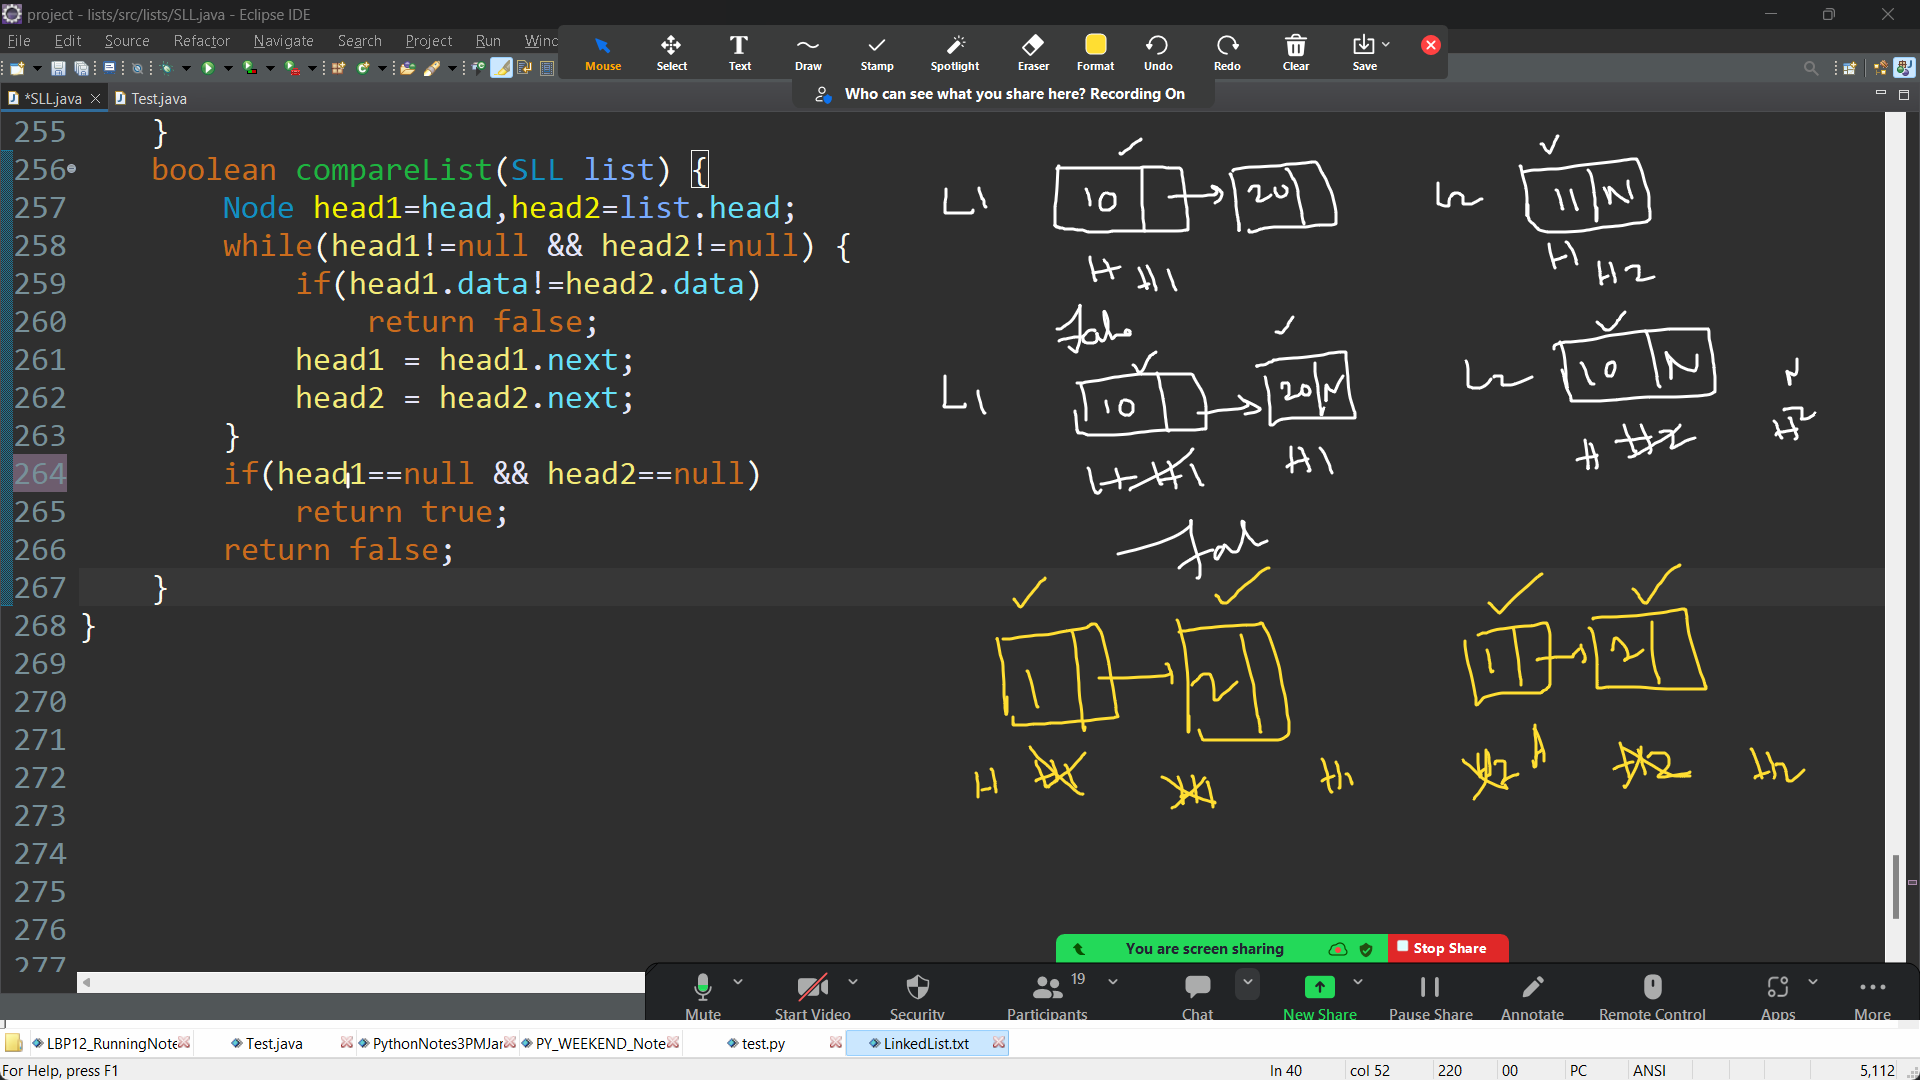 project - lists/src/lists/SLL.java - Eclipse IDE
File Edit Source Refactor Navigate Search Project Run Wind
Mouse Select Text Draw Stamp Spotlight Eraser Format Undo Redo Clear Save
Who can see what you share here? Recording On
*SLL.java Test.java
255 }
256 boolean compareList(SLL list) {
257 Node head1=head,head2=list.head;
258 while(head1!=null && head2!=null) {
259 if(head1.data!=head2.data)
260 return false;
261 head1 = head1.next;
262 head2 = head2.next;
263 }
264 if(head1==null && head2==null)
265 return true;
266 return false;
267 }
268 }
269
270
271
272
273
274
275
276
277
L1 10 20 L2 11 N
H H1 H H2
L1 10 20 N L2 10 N N
H H1 H1 H H2 H2
1 2 1 2
H H1 H1 H1 H2 H H2 H2
You are screen sharing Stop Share
Mute Start Video Security Participants 19 Chat New Share Pause Share Annotate Remote Control Apps More
LBP12_RunningNote Test.java PythonNotes3PMJar PY_WEEKEND_Note test.py LinkedList.txt
For Help, press F1 ln 40 col 52 220 00 PC ANSI 5,112